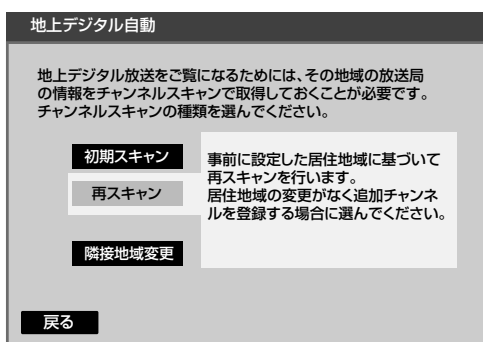 地上デジタル自動
地上デジタル放送をご覧になるためには、その地域の放送局
の情報をチャンネルスキャンで取得しておくことが必要です。
チャンネルスキャンの種類を選んでください。
初期スキャン
再スキャン
隣接地域変更
事前に設定した居住地域に基づいて
再スキャンを行います。
居住地域の変更がなく追加チャンネ
ルを登録する場合に選んでください。
戻る